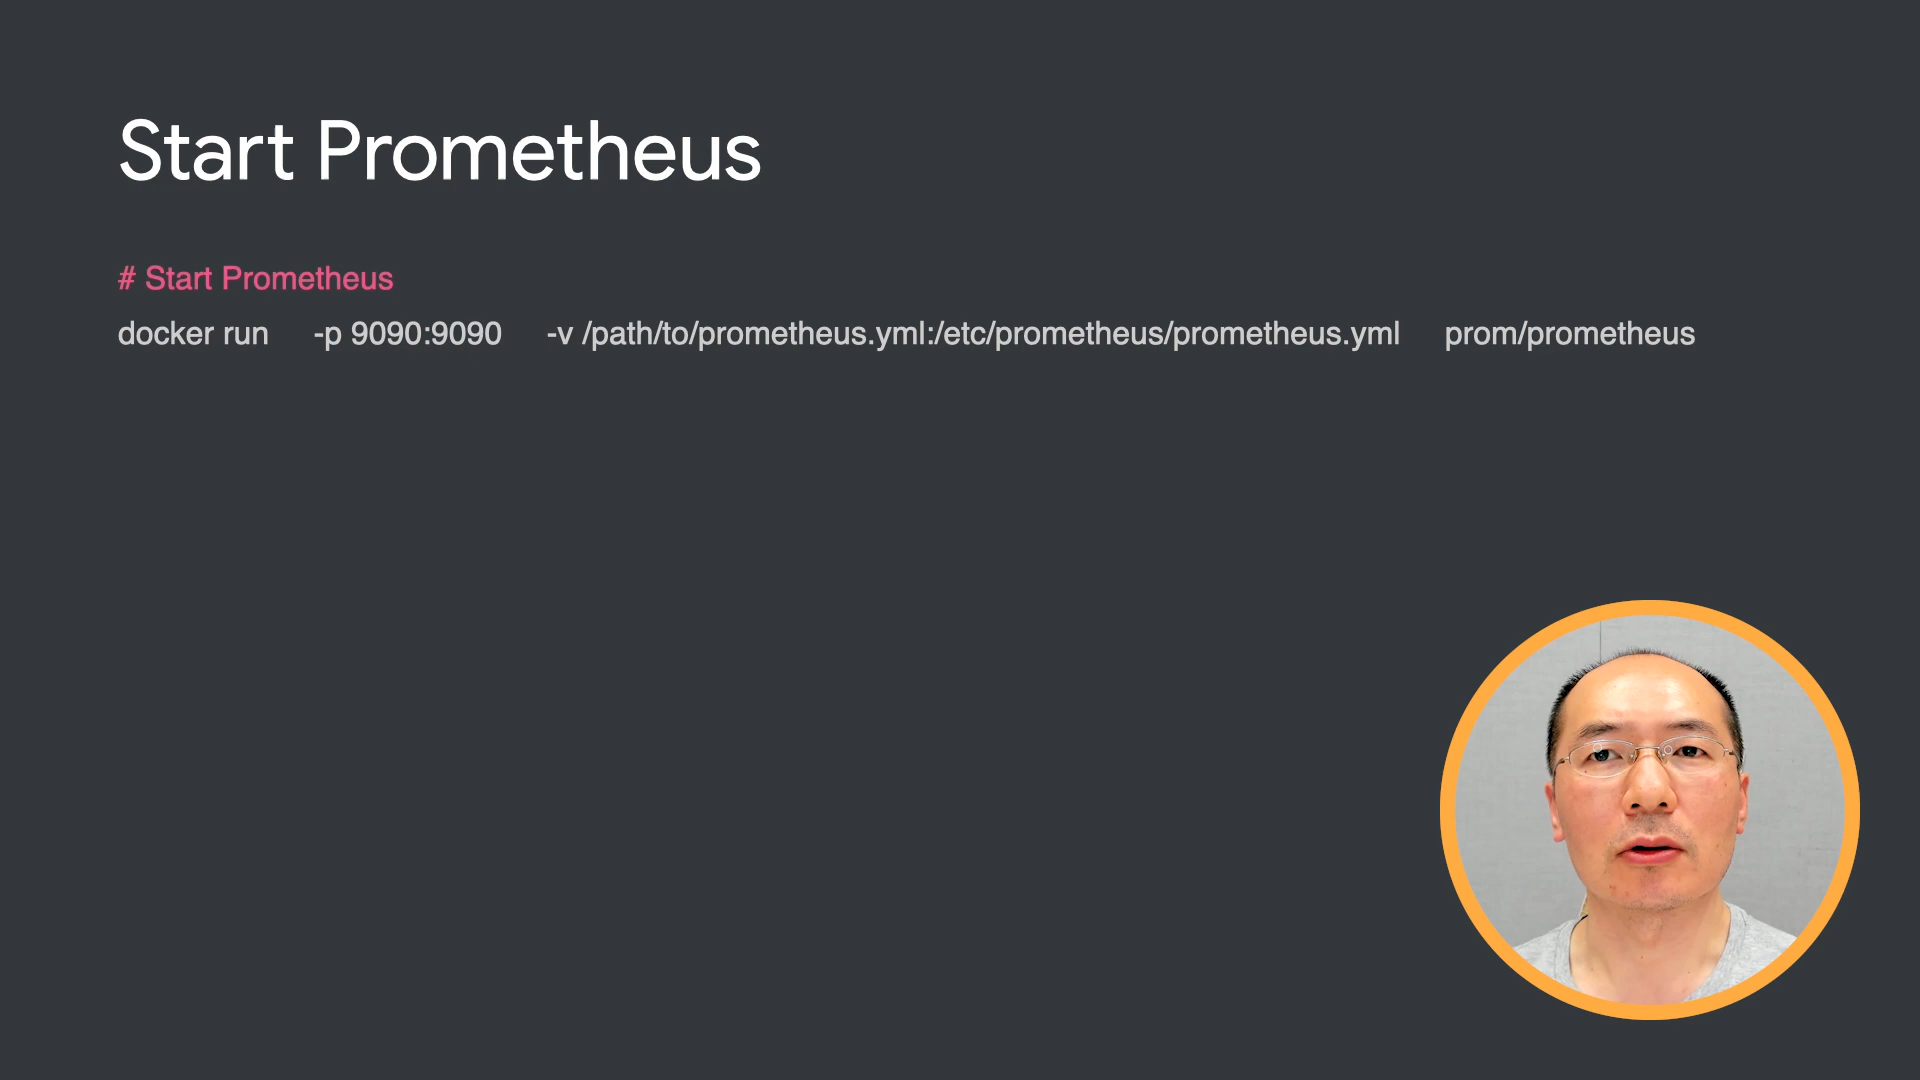 Start Prometheus
# Start Prometheus
docker run     -p 9090:9090     -v /path/to/prometheus.yml:/etc/prometheus/prometheus.yml     prom/prometheus